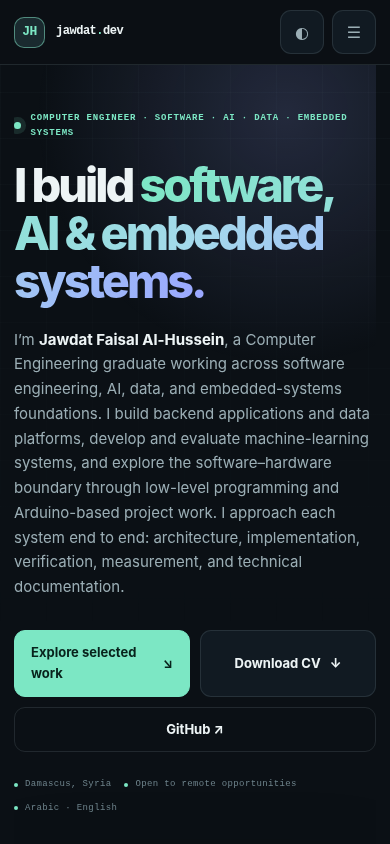 JH jawdat.dev
COMPUTER ENGINEER · SOFTWARE · AI · DATA · EMBEDDED
SYSTEMS
I build software,
AI & embedded
systems.
I’m Jawdat Faisal Al-Hussein, a Computer
Engineering graduate working across software
engineering, AI, data, and embedded-systems
foundations. I build backend applications and data
platforms, develop and evaluate machine-learning
systems, and explore the software–hardware
boundary through low-level programming and
Arduino-based project work. I approach each
system end to end: architecture, implementation,
verification, measurement, and technical
documentation.
Explore selected
work ↘
Download CV ↓
GitHub ↗
Damascus, Syria
Open to remote opportunities
Arabic · English